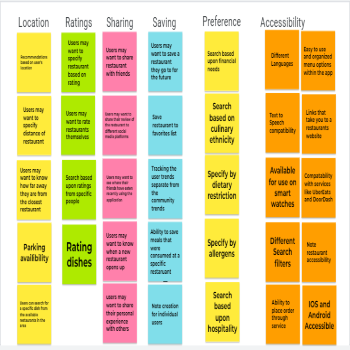 Location
Ratings
Sharing
Saving
Preference
Accessibility
Recommendations
based on user's
location
Users may
want to
specify
distance of
restaurant
Users may
want to know
how far away
they are from
the closest
restaurant
Parking
availibility
Users can search for
a specific dish from
the available
restaurants in the
area
Users may
want to
specify
restaurant
based on
rating
Users may
want to rate
restaurants
themselves
Search based
upon ratings
from specific
people
Rating
dishes
Users may
want to share
restaurant
with friends
Users may want to
share their review of
the restaurant to
different social
media platforms
Users may want to
see where their
friends have eaten
recently using the
application
Users may
want to know
when a new
restaurant
opens up
users may
want to share
their personal
experience
with others
Users may
want to save a
restaurant
they go to for
the future
Save
restaurant to
favorites list
Tracking the
user trends
separate from
the
community
trends
Ability to save
meals that
were
consumed at
the specific
restaurant
Note creation
for individual
users
Search based
upon financial
needs
Search
based on
culinary
ethnicity
Specify by
dietary
restriction
Specify by
allergens
Search
based
upon
hospitality
Different
Languages
Text to
Speech
compatibility
Available
for use on
smart
watches
Different
Search
filters
Ability to
place order
through
service
Easy to use and
organized
menu options
within the app
Links that
take you to a
restaurants
website
Compatability
with services
like UberEats
and DoorDash
Note
restaurant
accessibility
IOS and
Android
Accessible